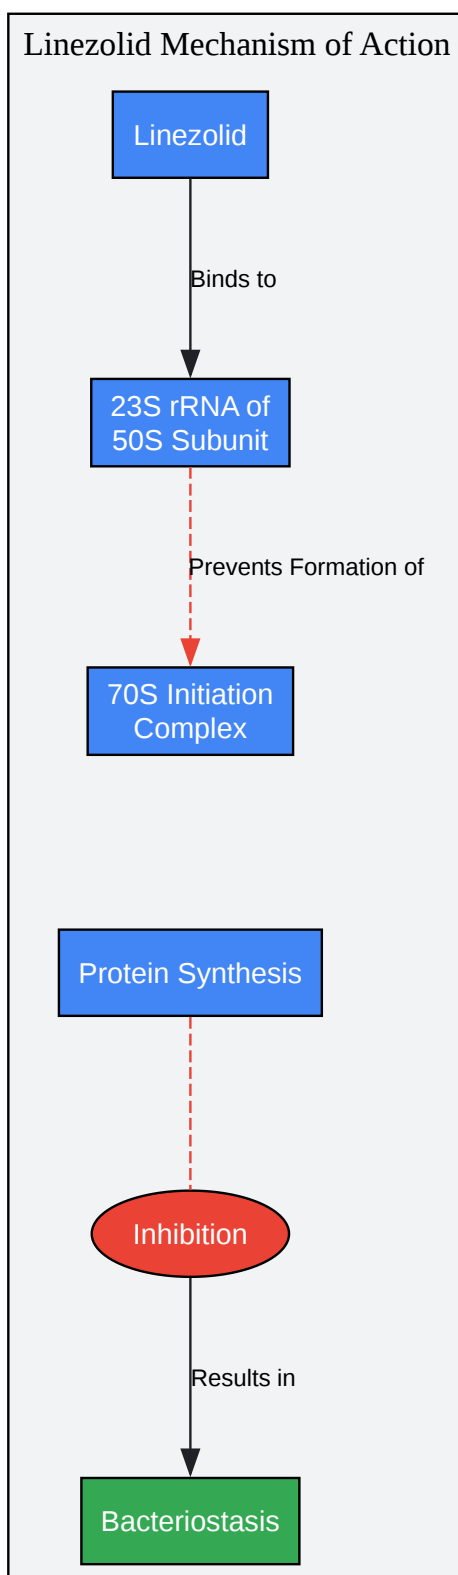 Linezolid Mechanism of Action
Linezolid
Binds to
23S rRNA of
50S Subunit
Prevents Formation of
70S Initiation
Complex
Protein Synthesis
Inhibition
Results in
Bacteriostasis